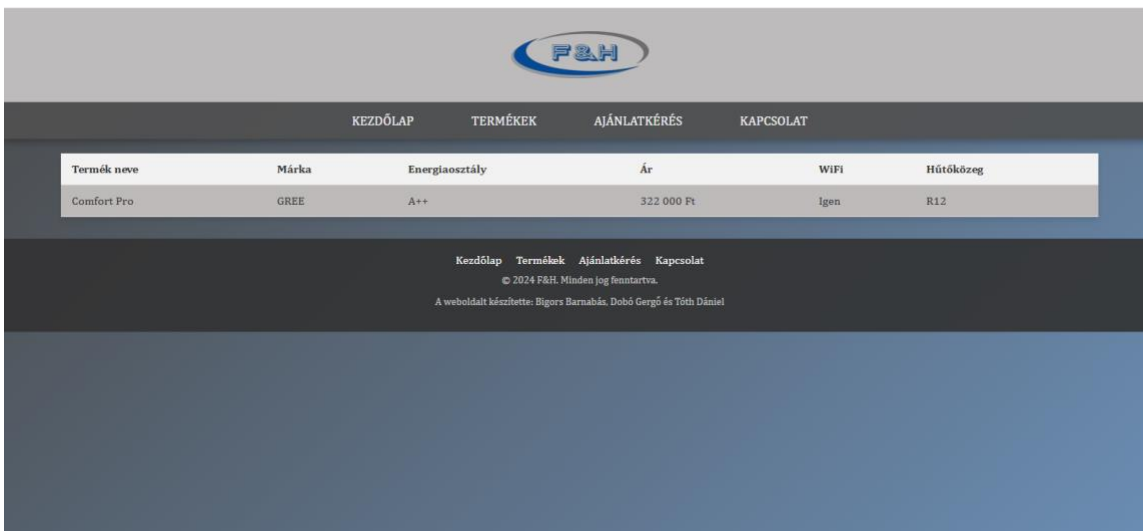 F&H
KEZDŐLAP TERMÉKEK AJÁNLATKÉRÉS KAPCSOLAT
Termék neve Márka Energiaosztály Ár WiFi Hűtőközeg
Comfort Pro GREE A++ 322 000 Ft Igen R12
Kezdőlap Termékek Ajánlatkérés Kapcsolat
© 2024 F&H. Minden jog fenntartva.
A weboldalt készítette: Bigors Barnabás, Dobó Gergő és Tóth Dániel